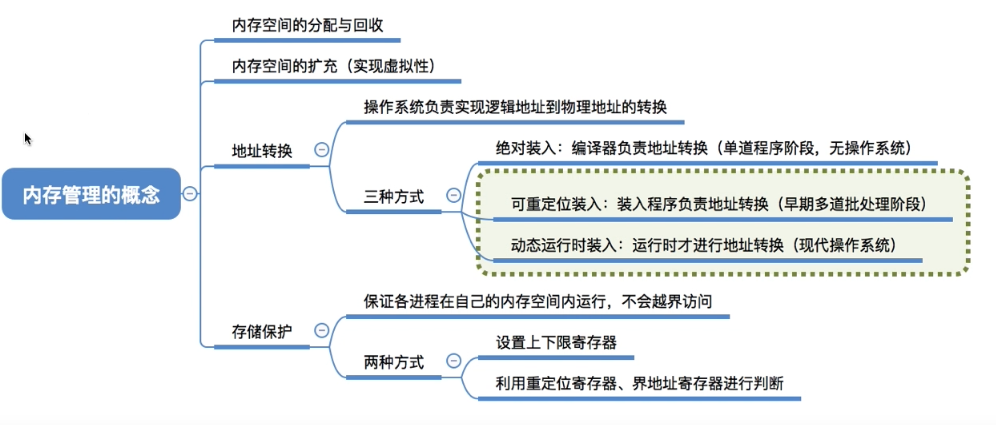 内存管理的概念
内存空间的分配与回收
内存空间的扩充（实现虚拟性）
地址转换
操作系统负责实现逻辑地址到物理地址的转换
三种方式
绝对装入：编译器负责地址转换（单道程序阶段，无操作系统）
可重定位装入：装入程序负责地址转换（早期多道批处理阶段）
动态运行时装入：运行时才进行地址转换（现代操作系统）
存储保护
保证各进程在自己的内存空间内运行，不会越界访问
两种方式
设置上下限寄存器
利用重定位寄存器、界地址寄存器进行判断